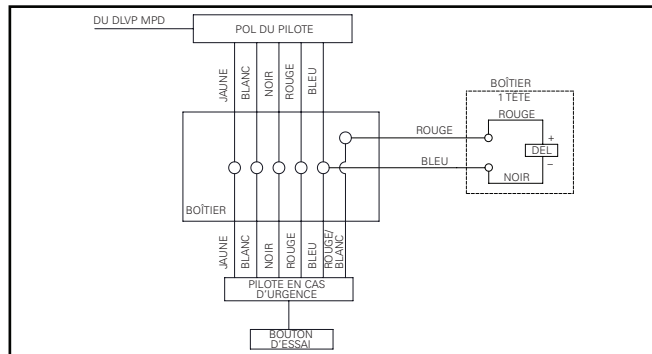 DU DLVP MPD
POL DU PILOTE
JAUNE
BLANC
NOIR
ROUGE
BLEU
BOÎTIER
1 TÊTE
ROUGE
ROUGE
+
DEL
BLEU
–
NOIR
BOÎTIER
JAUNE
BLANC
NOIR
ROUGE
BLEU
ROUGE/
BLANC
PILOTE EN CAS
D'URGENCE
BOUTON
D'ESSAI